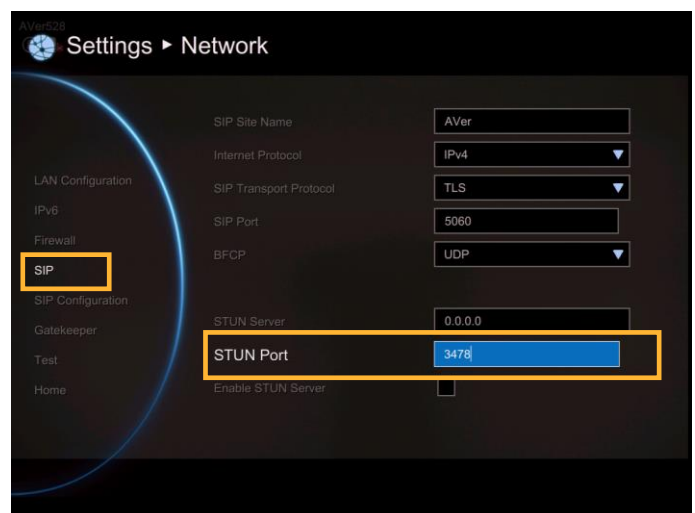 AVer528
Settings ▸ Network
SIP Site Name AVer
Internet Protocol IPv4
LAN Configuration
SIP Transport Protocol TLS
IPv6
SIP Port 5060
Firewall
BFCP UDP
SIP
SIP Configuration
STUN Server 0.0.0.0
Gatekeeper
STUN Port 3478
Test
Home
Enable STUN Server